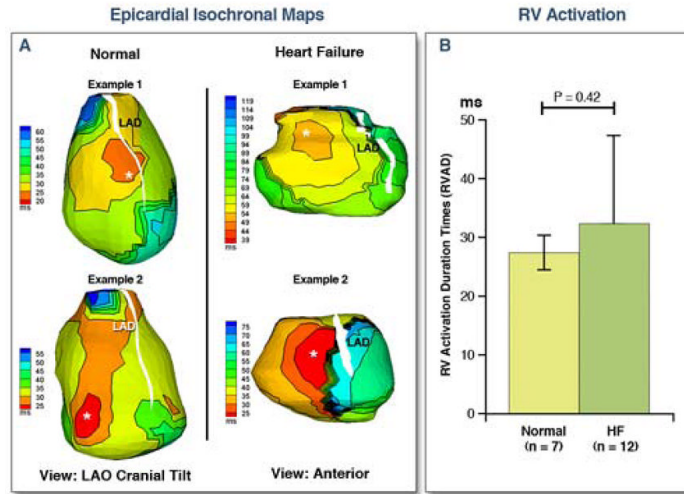 Epicardial Isochronal Maps
RV Activation
A
Normal
Heart Failure
Example 1
LAD
60
55
50
45
40
35
30
25
20
ms
Example 1
LAD
119
114
109
104
99
94
89
84
79
74
69
64
59
54
49
44
39
ms
Example 2
LAD
55
50
45
40
35
30
25
ms
Example 2
LAD
75
70
65
60
55
50
45
40
35
30
25
ms
View: LAO Cranial Tilt
View: Anterior
B
ms
P = 0.42
RV Activation Duration Times (RVAD)
50
40
30
20
10
0
Normal
(n = 7)
HF
(n = 12)